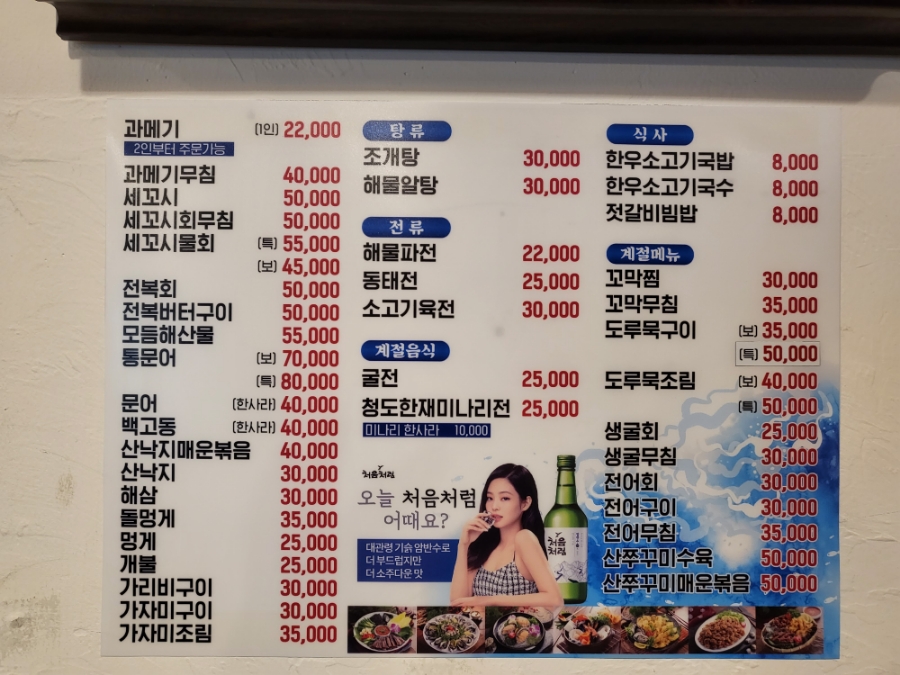 과메기 (1인) 22,000
2인부터 주문가능
과메기무침 40,000
세꼬시 50,000
세꼬시회무침 50,000
세꼬시물회 (특) 55,000
(보) 45,000
전복회 50,000
전복버터구이 50,000
모듬해산물 55,000
통문어 (보) 70,000
(특) 80,000
문어 (한사라) 40,000
백고동 (한사라) 40,000
산낙지매운볶음 40,000
산낙지 30,000
해삼 30,000
돌멍게 35,000
멍게 25,000
개불 25,000
가리비구이 30,000
가자미구이 30,000
가자미조림 35,000
탕류
조개탕 30,000
해물알탕 30,000
전류
해물파전 22,000
동태전 25,000
소고기육전 30,000
계절음식
굴전 25,000
청도한재미나리전 25,000
미나리 한사라 10,000
처음처럼
오늘 처음처럼
어때요?
대관령 기슭 암반수로
더 부드럽지만
더 소주다운 맛
처음
처럼
식사
한우소고기국밥 8,000
한우소고기국수 8,000
젓갈비빔밥 8,000
계절메뉴
꼬막찜 30,000
꼬막무침 35,000
도루묵구이 (보) 35,000
(특) 50,000
도루묵조림 (보) 40,000
(특) 50,000
생굴회 25,000
생굴무침 30,000
전어회 30,000
전어구이 30,000
전어무침 35,000
산쭈꾸미수육 50,000
산쭈꾸미매운볶음 50,000